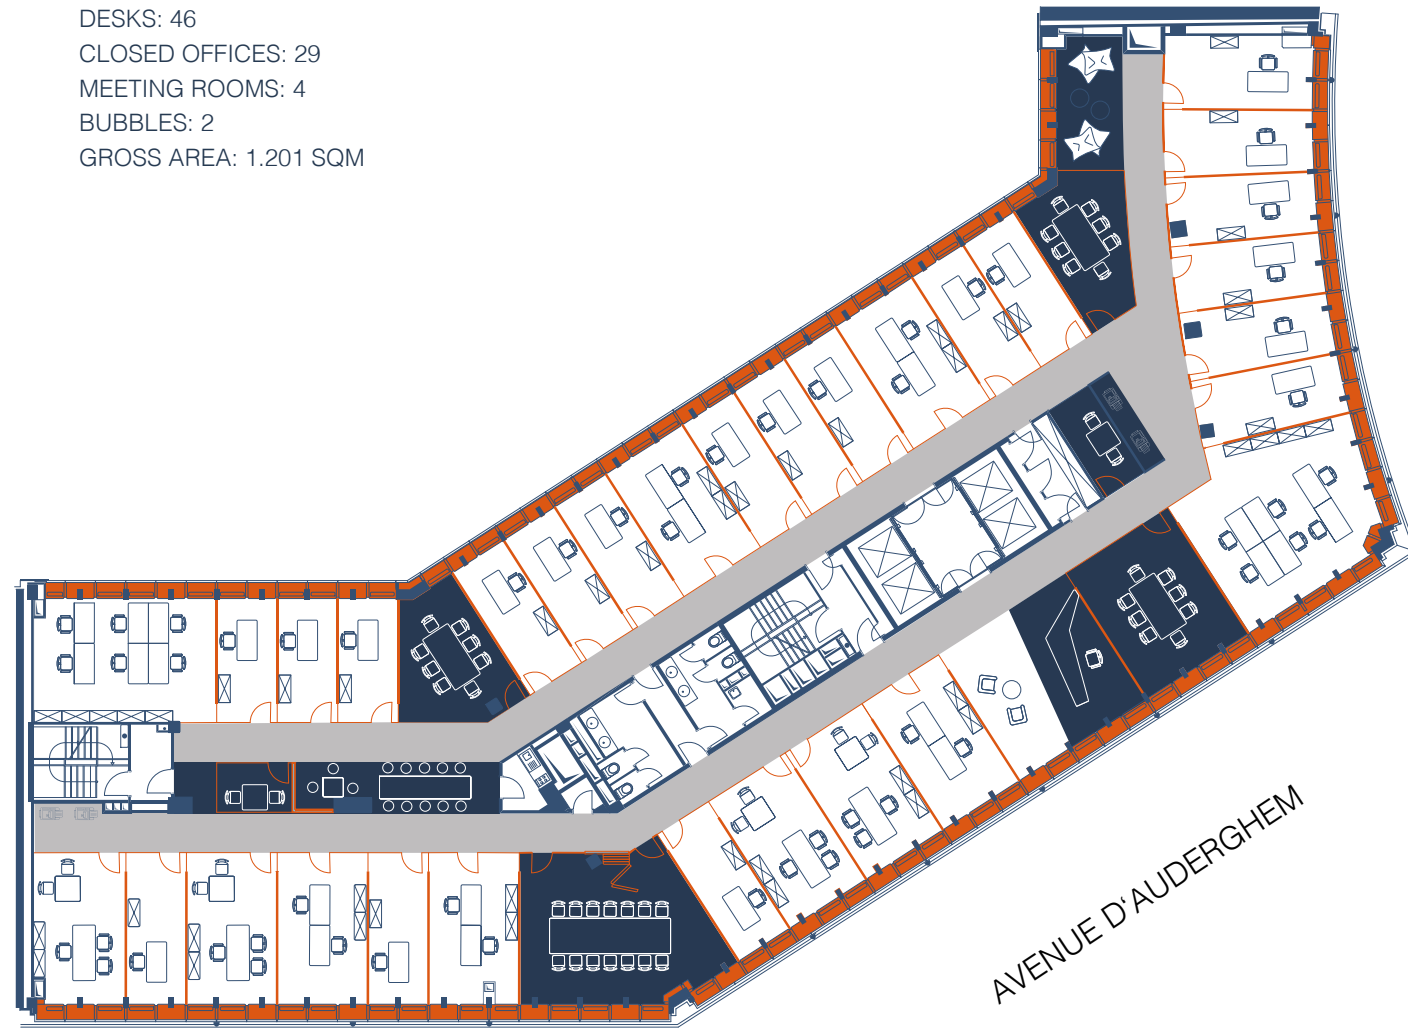 DESKS: 46
CLOSED OFFICES: 29
MEETING ROOMS: 4
BUBBLES: 2
GROSS AREA: 1.201 SQM
AVENUE D'AUDERGHEM